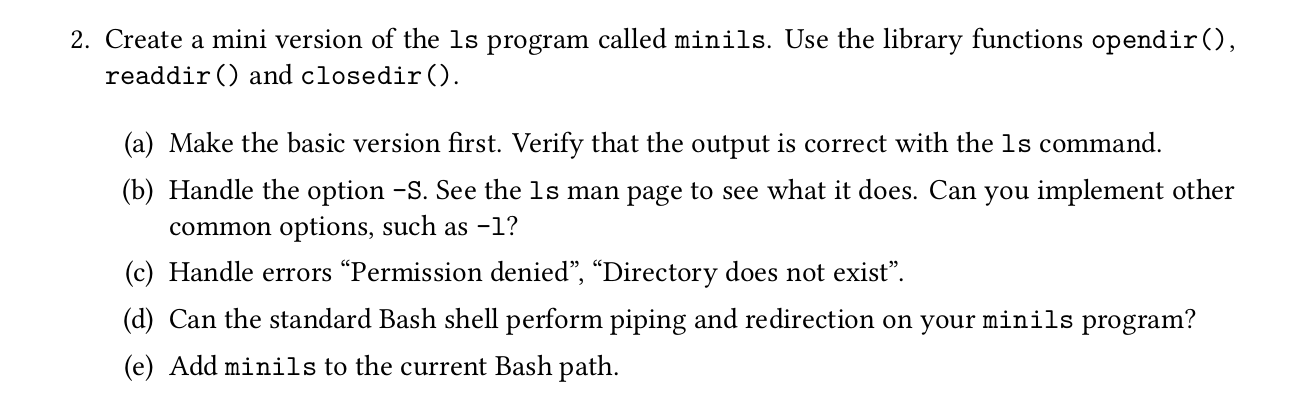 2. Create a mini version of the ls program called minils. Use the library functions opendir(),
readdir() and closedir().
(a) Make the basic version first. Verify that the output is correct with the ls command.
(b) Handle the option -S. See the ls man page to see what it does. Can you implement other
common options, such as -l?
(c) Handle errors “Permission denied”, “Directory does not exist”.
(d) Can the standard Bash shell perform piping and redirection on your minils program?
(e) Add minils to the current Bash path.